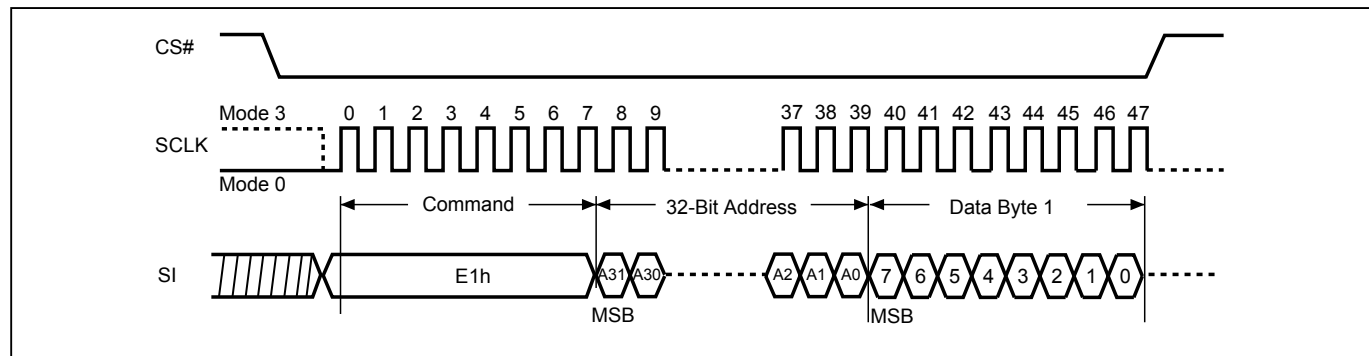 CS#
Mode 3
0 1 2 3 4 5 6 7 8 9 37 38 39 40 41 42 43 44 45 46 47
SCLK
Mode 0
Command 32-Bit Address Data Byte 1
SI E1h A31 A30 A2 A1 A0 7 6 5 4 3 2 1 0
MSB MSB